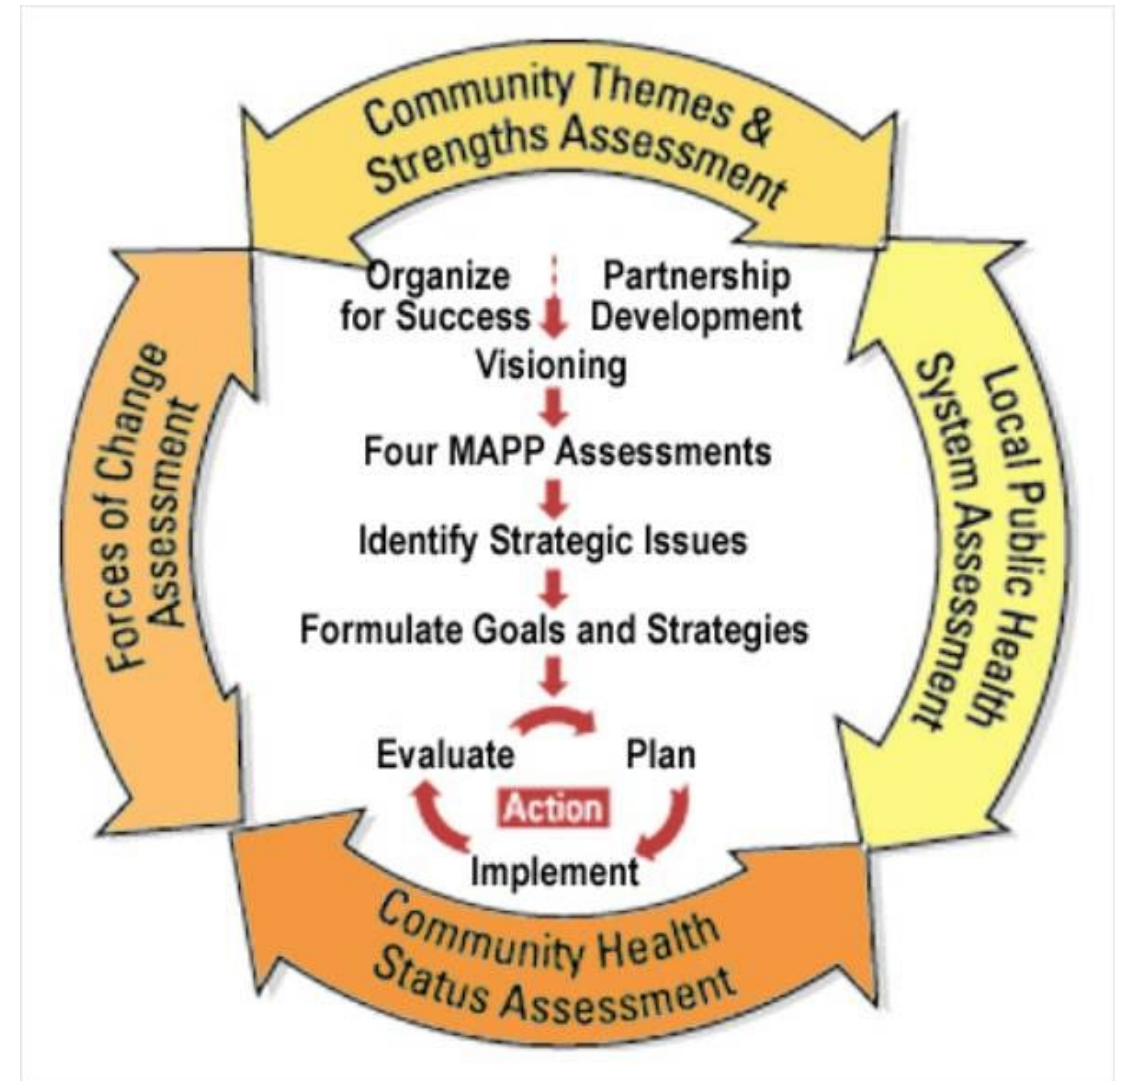 Community Themes &
Strengths Assessment
Organize
for Success
Partnership
Development
Visioning
Four MAPP Assessments
Identify Strategic Issues
Formulate Goals and Strategies
Evaluate
Plan
Action
Implement
Forces of Change
Assessment
Local Public Health
System Assessment
Community Health
Status Assessment